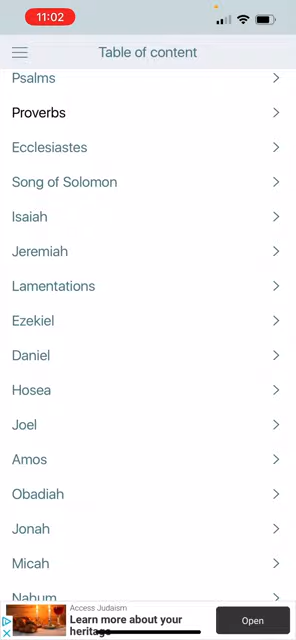 11:02
Table of content
Psalms
Proverbs
Ecclesiastes
Song of Solomon
Isaiah
Jeremiah
Lamentations
Ezekiel
Daniel
Hosea
Joel
Amos
Obadiah
Jonah
Micah
Nahum
Access Judaism
Learn more about your
heritage
Open